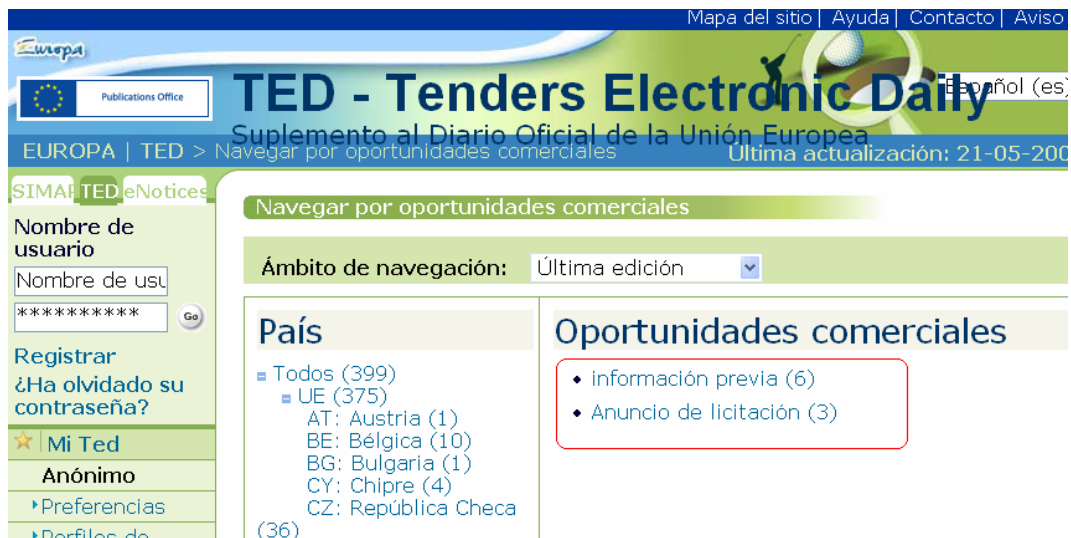 Mapa del sitio | Ayuda | Contacto | Aviso
Europa
Publications Office
TED - Tenders Electronic Daily
Español (es)
Suplemento al Diario Oficial de la Unión Europea
EUROPA | TED > Navegar por oportunidades comerciales
Última actualización: 21-05-200
SIMAP TED eNotices
Navegar por oportunidades comerciales
Nombre de
usuario
Nombre de usu
**********
Go
Registrar
¿Ha olvidado su
contraseña?
Mi Ted
Anónimo
Preferencias
Perfiles de
Ámbito de navegación: Última edición
País
Todos (399)
UE (375)
AT: Austria (1)
BE: Bélgica (10)
BG: Bulgaria (1)
CY: Chipre (4)
CZ: República Checa
(36)
Oportunidades comerciales
información previa (6)
Anuncio de licitación (3)